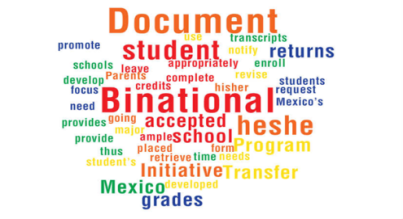 Document
use
transcripts
promote
student
notify
returns
schools
leave
appropriately
enroll
develop
Parents
complete
revise
students
focus
credits
hisher
request
Binational
Mexico's
need
going
accepted
heshe
provides
major
ample
school
provide
placed
form
Program
thus
retrieve
time
needs
student's
Initiative
Transfer
Mexico
developed
grades